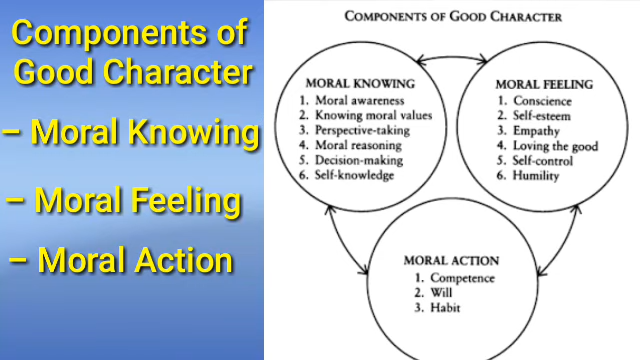 Components of
Good Character
– Moral Knowing
– Moral Feeling
– Moral Action
COMPONENTS OF GOOD CHARACTER
MORAL KNOWING
1. Moral awareness
2. Knowing moral values
3. Perspective-taking
4. Moral reasoning
5. Decision-making
6. Self-knowledge
MORAL FEELING
1. Conscience
2. Self-esteem
3. Empathy
4. Loving the good
5. Self-control
6. Humility
MORAL ACTION
1. Competence
2. Will
3. Habit